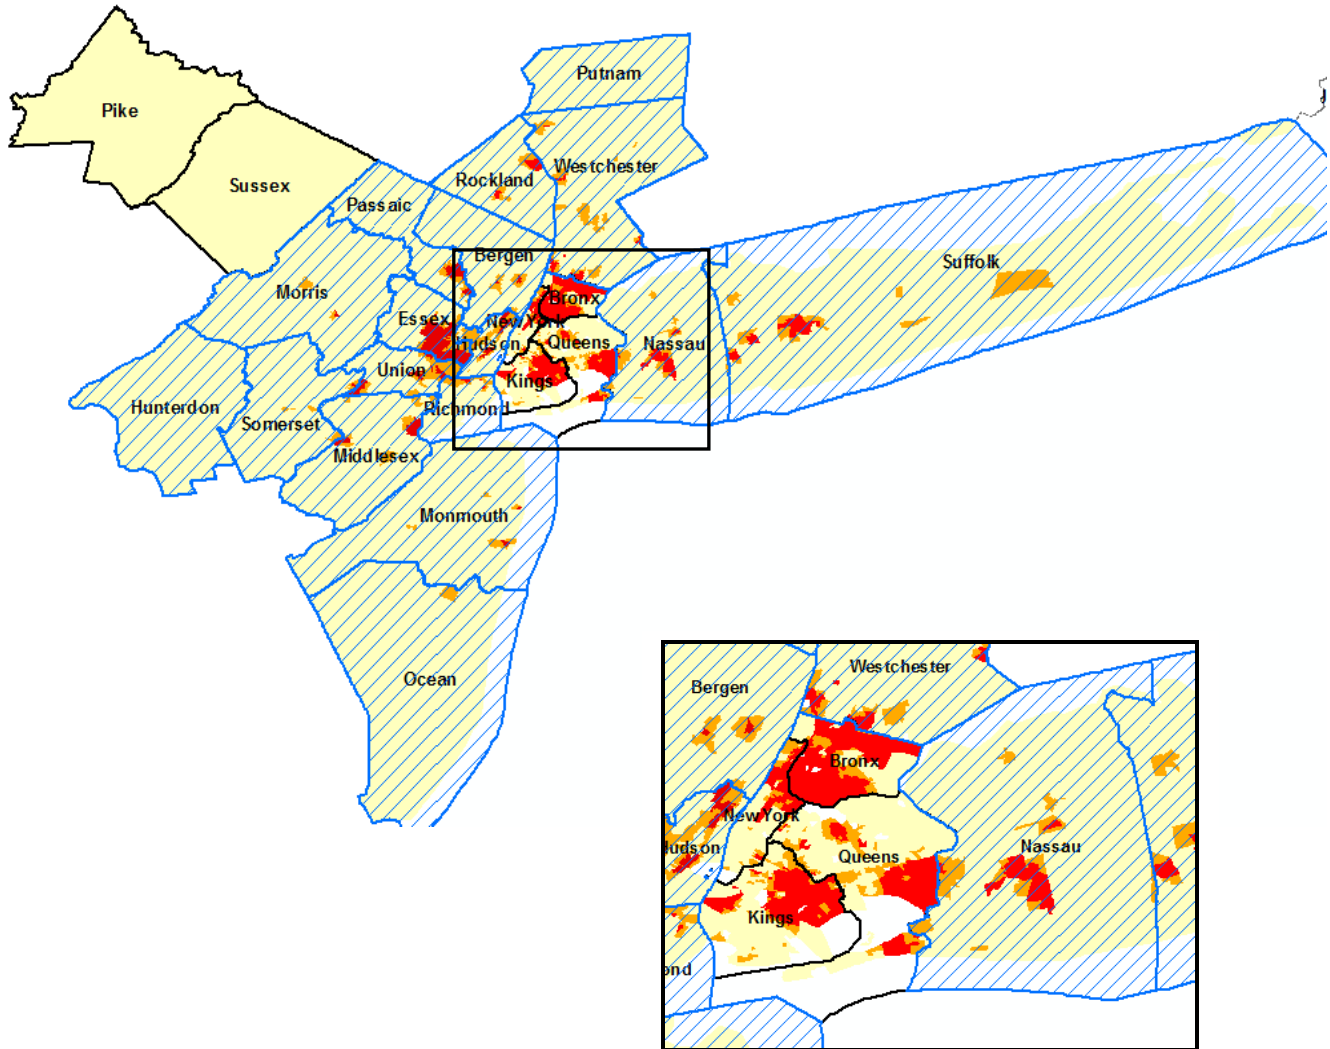 Putnam
Pike
Westchester
Rockland
Sussex
Passaic
Bergen
Suffolk
Morris
Bronx
Essex
New York
Hudson
Queens
Nassau
Union
Kings
Hunterdon
Richmond
Somerset
Middlesex
Monmouth
Ocean
Westchester
Bergen
Bronx
New York
Hudson
Queens
Nassau
Kings
ond